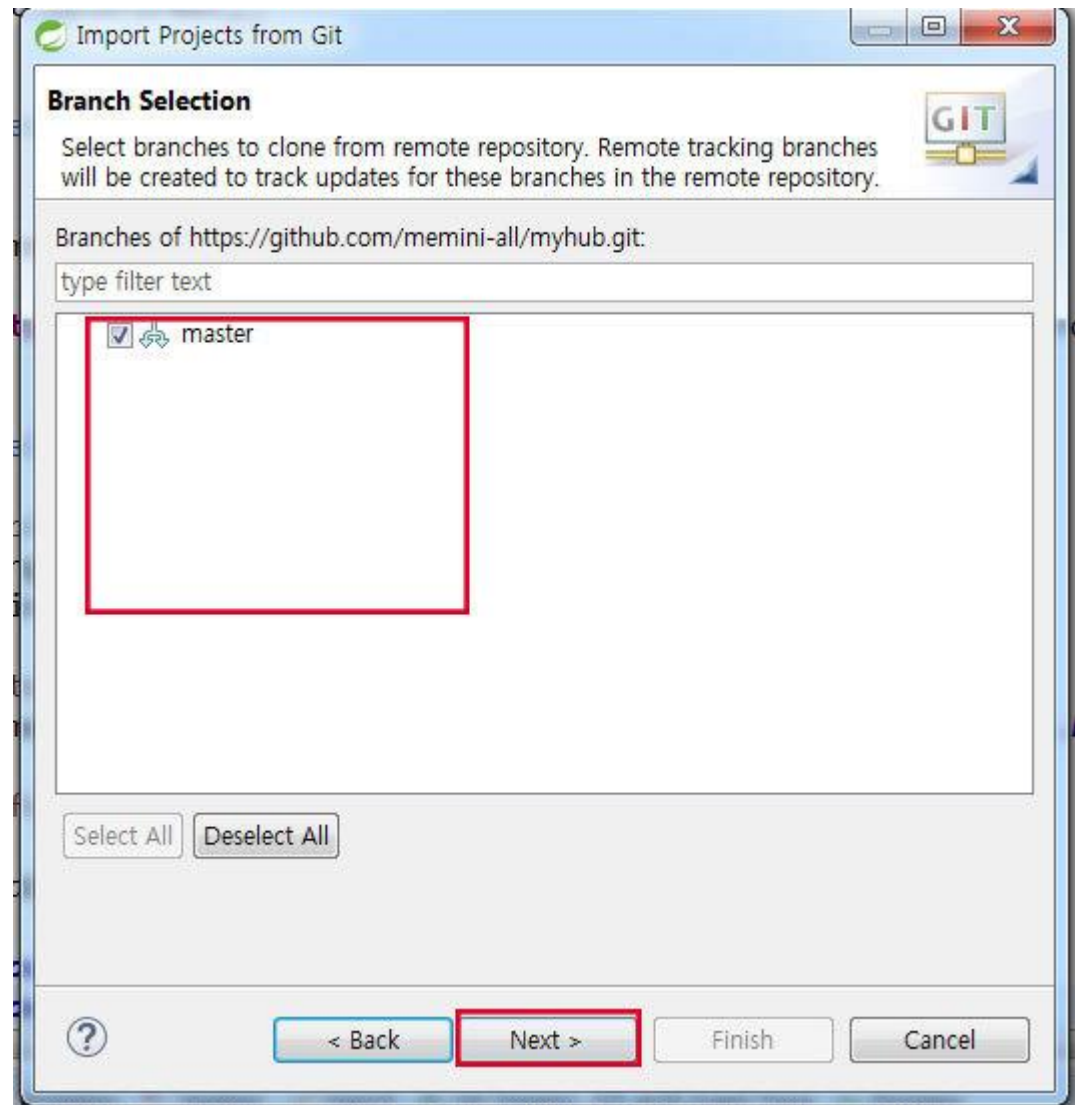 Import Projects from Git
Branch Selection
GIT
Select branches to clone from remote repository. Remote tracking branches
will be created to track updates for these branches in the remote repository.
Branches of https://github.com/memini-all/myhub.git:
type filter text
master
Select All Deselect All
? < Back Next > Finish Cancel